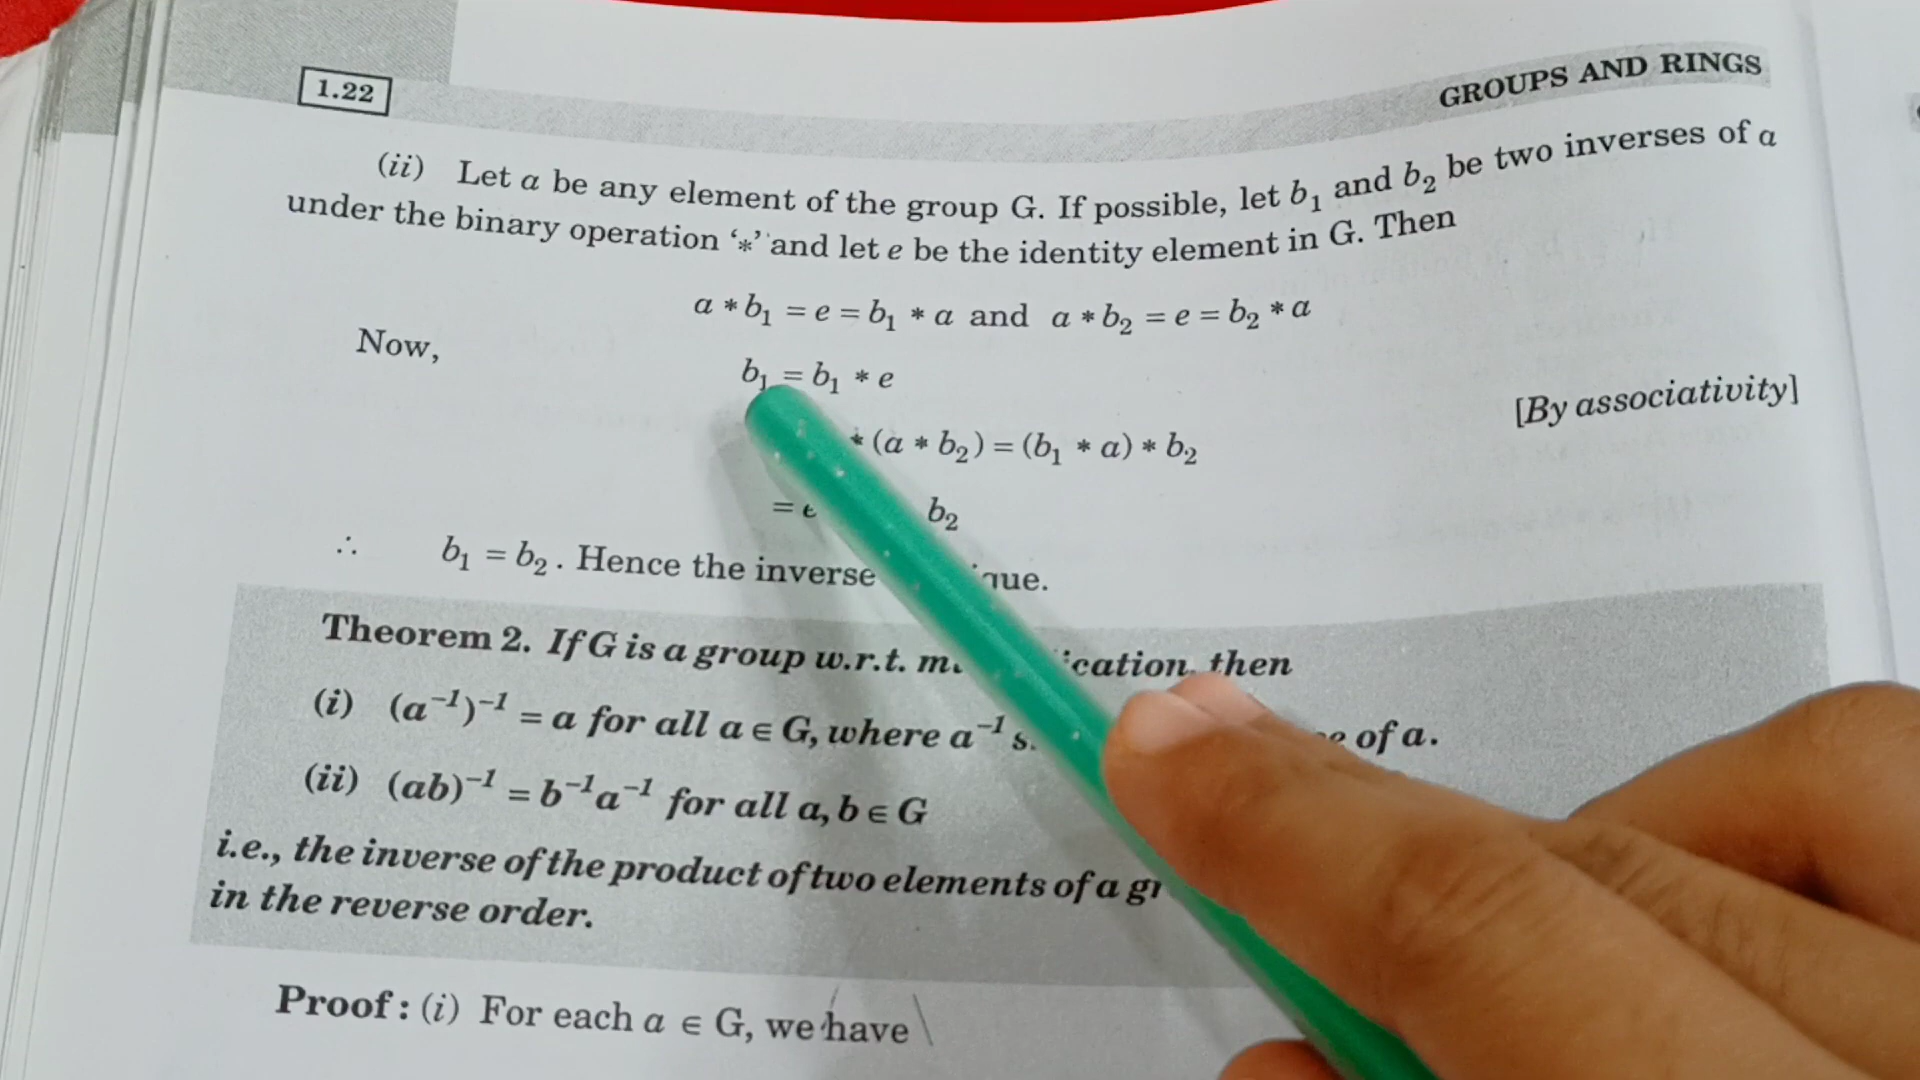 1.22
GROUPS AND RINGS
(ii) Let a be any element of the group G. If possible, let b₁ and b₂ be two inverses of a
under the binary operation ‘*’ and let e be the identity element in G. Then
a * b₁ = e = b₁ * a and a * b₂ = e = b₂ * a
Now,
b₁ = b₁ * e
* (a * b₂) = (b₁ * a) * b₂ [By associativity]
= e b₂
∴ b₁ = b₂ . Hence the inverse
Theorem 2. If G is a group w.r.t. then
(i) (a⁻¹)⁻¹ = a for all a ∈ G, where a⁻¹ of a.
(ii) (ab)⁻¹ = b⁻¹a⁻¹ for all a, b ∈ G
i.e., the inverse of the product of two elements of a
in the reverse order.
Proof : (i) For each a ∈ G, we have